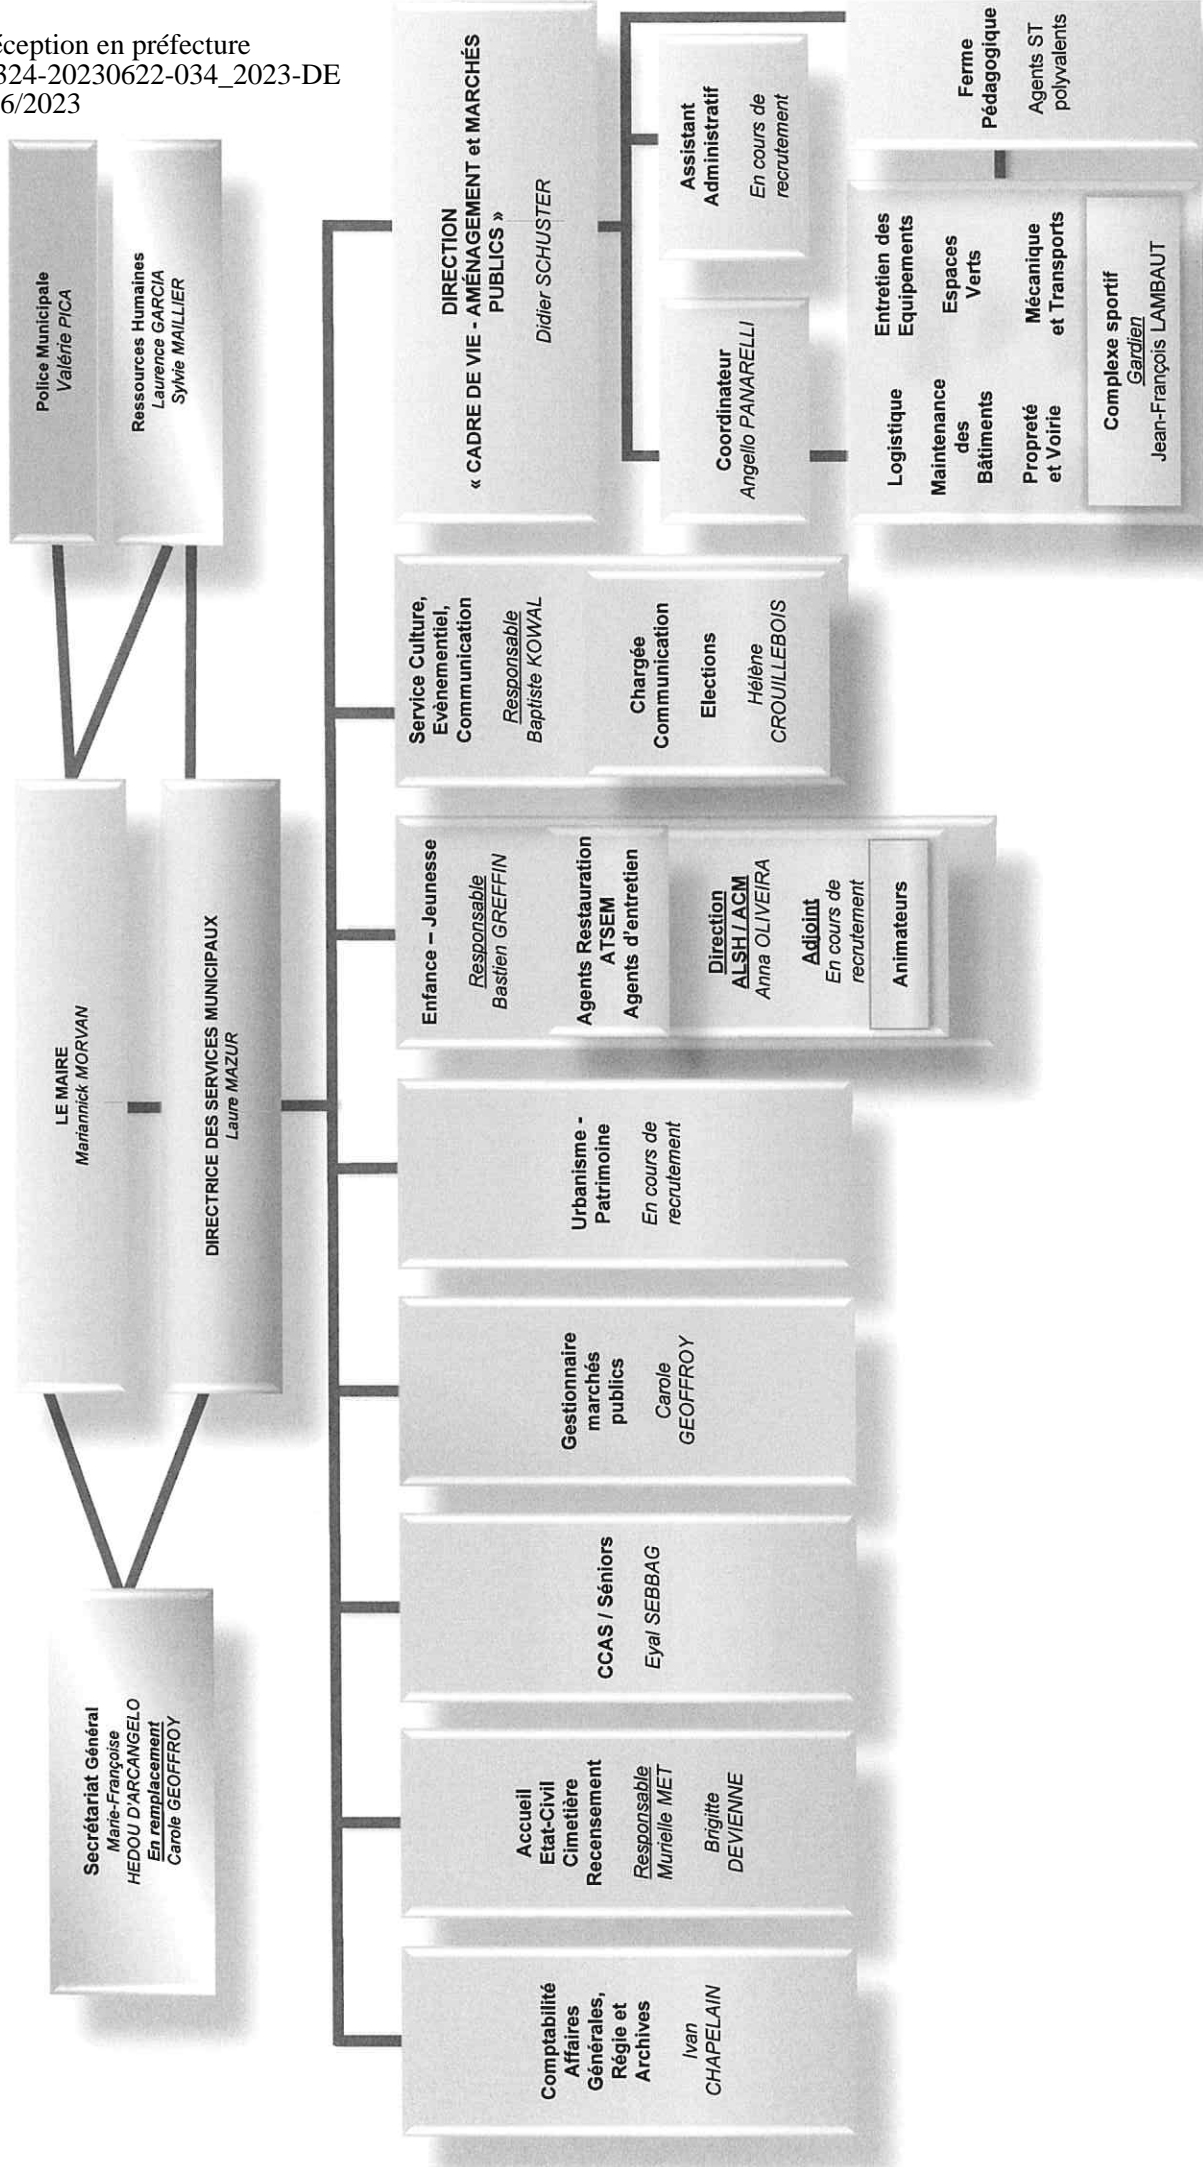 éception en préfecture
324-20230622-034_2023-DE
6/2023
Secrétariat Général
Marie-Françoise
HEDOU D'ARCANGELO
En remplacement
Carole GEOFFROY
LE MAIRE
Mariannick MORVAN
DIRECTRICE DES SERVICES MUNICIPAUX
Laure MAZUR
Police Municipale
Valérie PICA
Ressources Humaines
Laurence GARCIA
Sylvie MAILLIER
Comptabilité
Affaires
Générales,
Régie et
Archives
Ivan
CHAPELAIN
Accueil
Etat-Civil
Cimetière
Recensement
Responsable
Murielle MET
Brigitte
DEVIENNE
CCAS / Séniors
Eyal SEBBAG
Gestionnaire
marchés
publics
Carole
GEOFFROY
Urbanisme -
Patrimoine
En cours de
recrutement
Enfance – Jeunesse
Responsable
Bastien GREFFIN
Agents Restauration
ATSEM
Agents d'entretien
Direction
ALSH / ACM
Anna OLIVEIRA
Adjoint
En cours de
recrutement
Animateurs
Service Culture,
Evènementiel,
Communication
Responsable
Baptiste KOWAL
Chargée
Communication
Elections
Hélène
CROUILLEBOIS
DIRECTION
« CADRE DE VIE - AMÉNAGEMENT et MARCHÉS
PUBLICS »
Didier SCHUSTER
Coordinateur
Angello PANARELLI
Assistant
Administratif
En cours de
recrutement
Logistique
Maintenance
des
Bâtiments
Propreté
et Voirie
Entretien des
Equipements
Espaces
Verts
Mécanique
et Transports
Complexe sportif
Gardien
Jean-François LAMBAUT
Ferme
Pédagogique
Agents ST
polyvalents